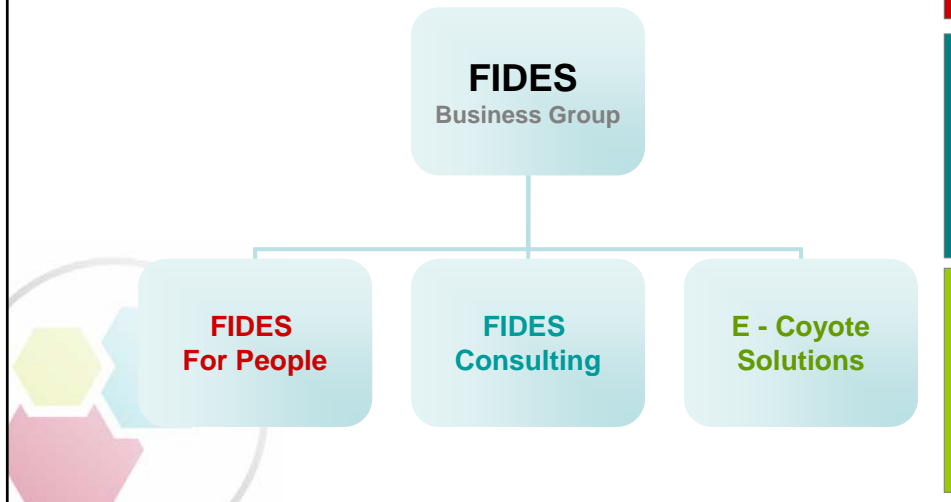 FIDES
Business Group
FIDES
For People
FIDES
Consulting
E - Coyote
Solutions